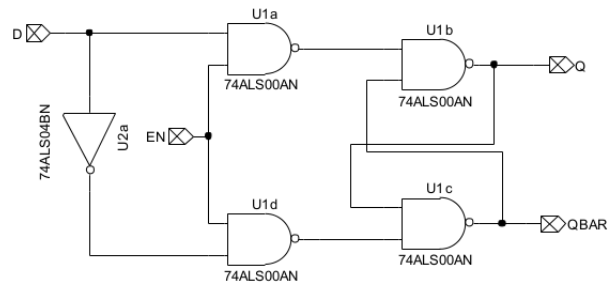 U1a
U1b
D
Q
74ALS00AN
74ALS00AN
74ALS04BN
U2a
EN
U1d
U1c
QBAR
74ALS00AN
74ALS00AN